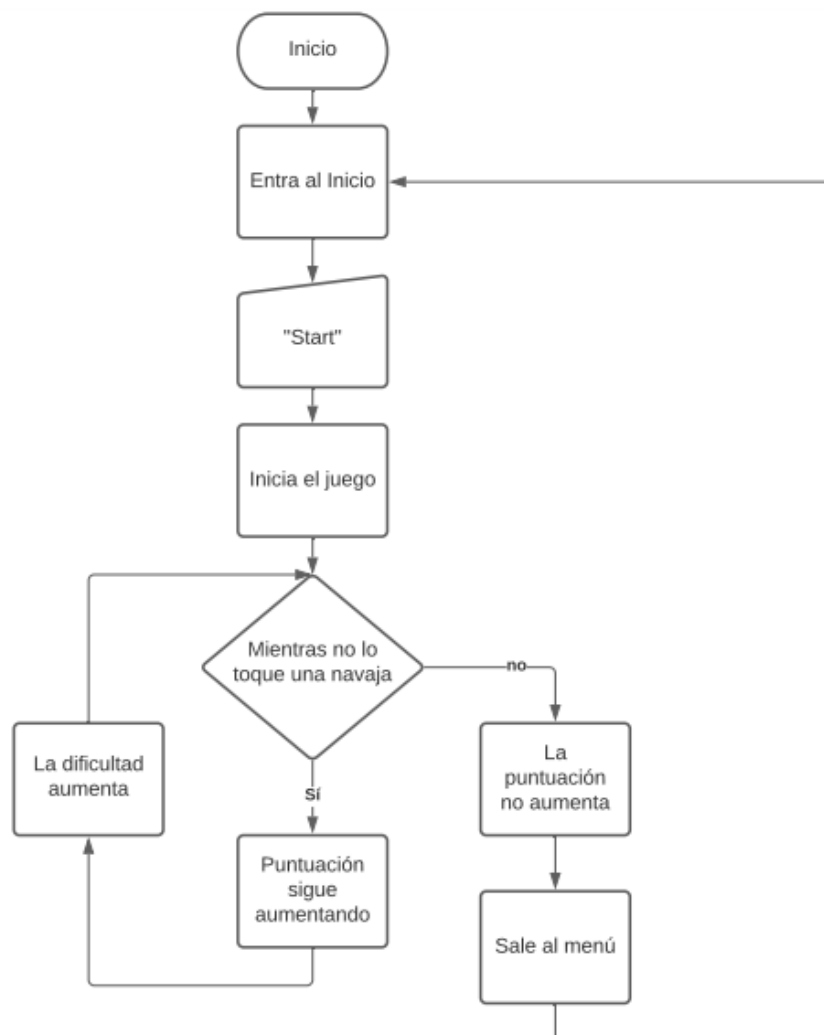 Inicio
Entra al Inicio
"Start"
Inicia el juego
Mientras no lo
toque una navaja
no
La dificultad
aumenta
La
puntuación
no aumenta
Sí
Puntuación
sigue
aumentando
Sale al menú